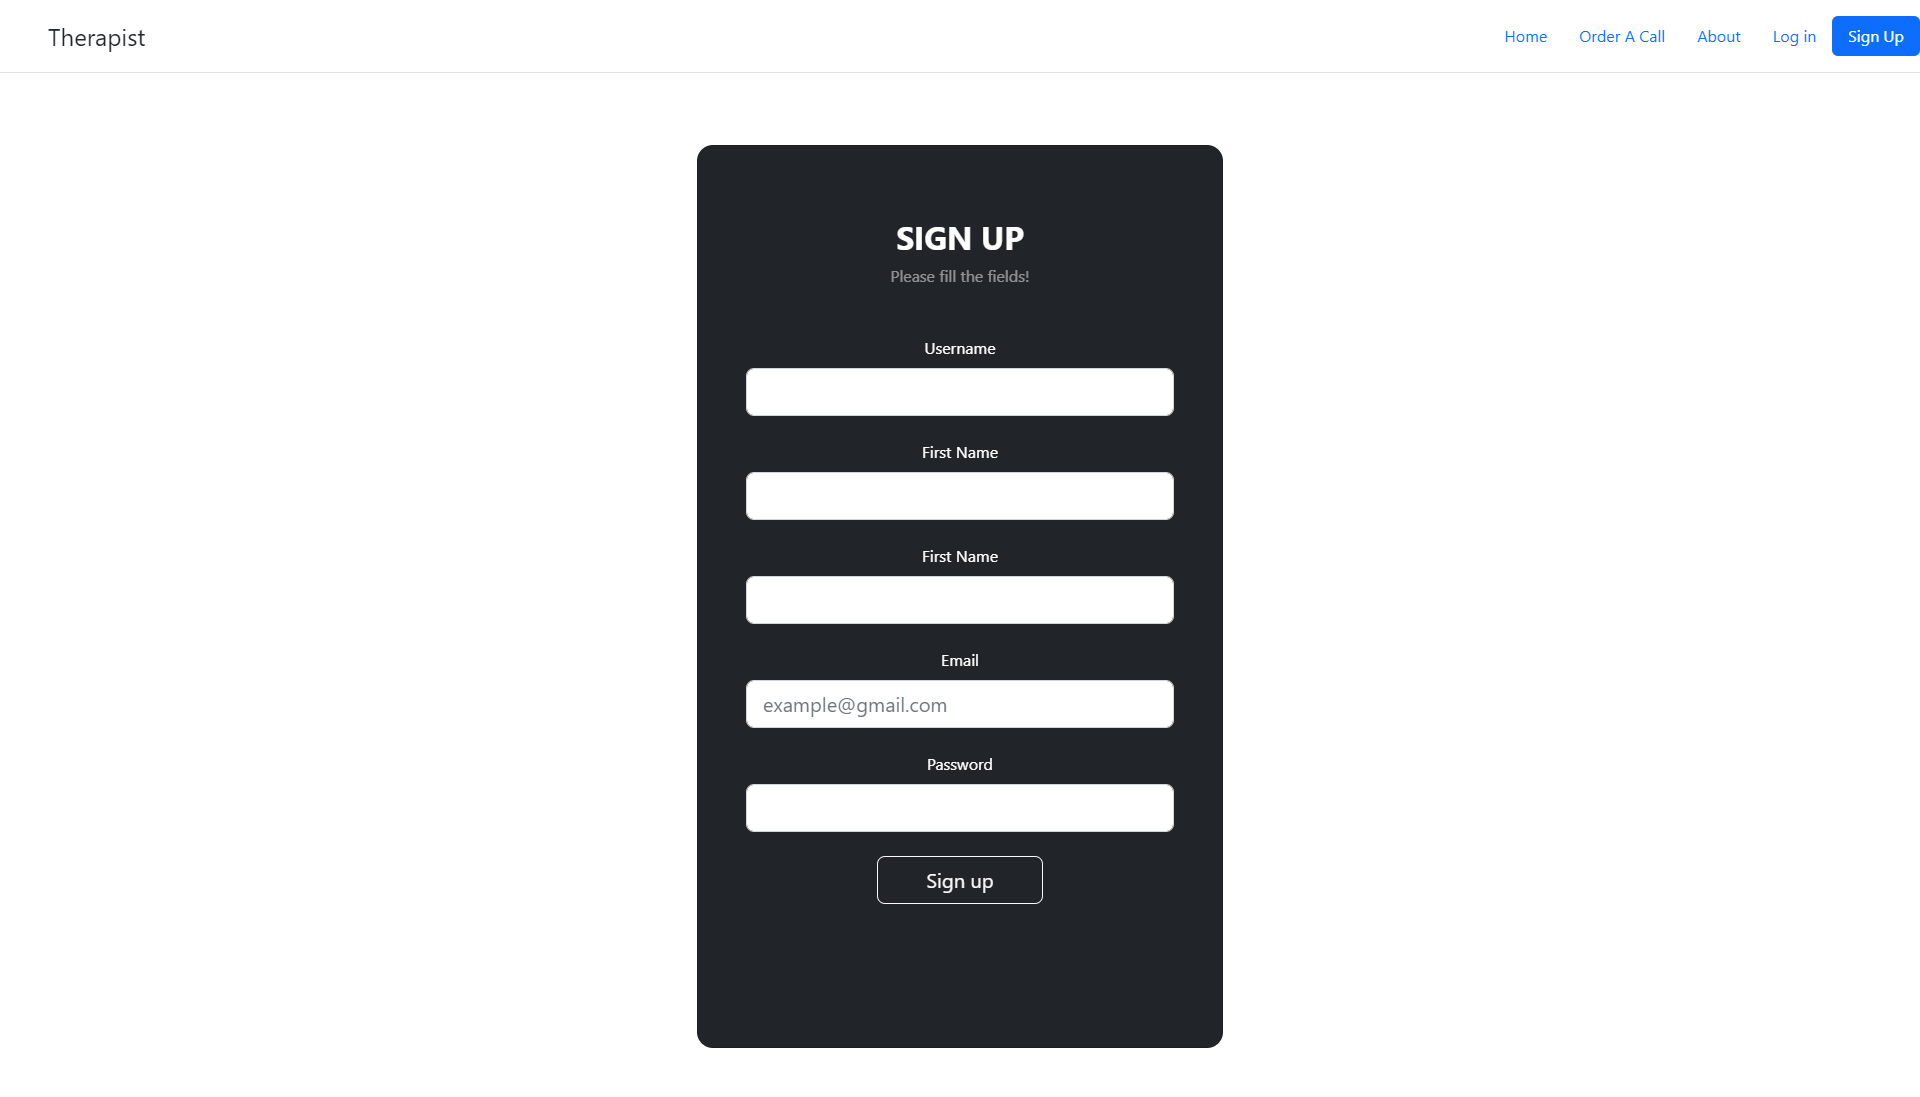 Therapist
Home Order A Call About Log in Sign Up
SIGN UP
Please fill the fields!
Username
First Name
First Name
Email
example@gmail.com
Password
Sign up